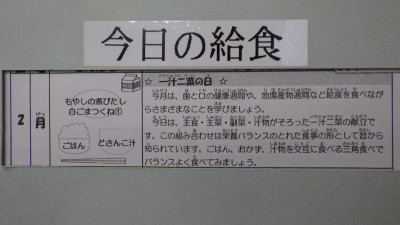 今日の給食
2
月
もやしの煮びたし
白ごまつくね①
ごはん
どさんこ汁
☆ 一汁二菜の日 ☆
今月は、歯と口の健康週間や、地場産物週間など給食を食べなが
らさまざまなことを学びましょう。
今日は、主食・主菜・副菜・汁物がそろった一汁二菜の献立で
す。この組み合わせは栄養バランスのとれた食事の形として昔から
知られています。ごはん、おかず、汁物を交互に食べる三角食べで
バランスよく食べてみましょう。